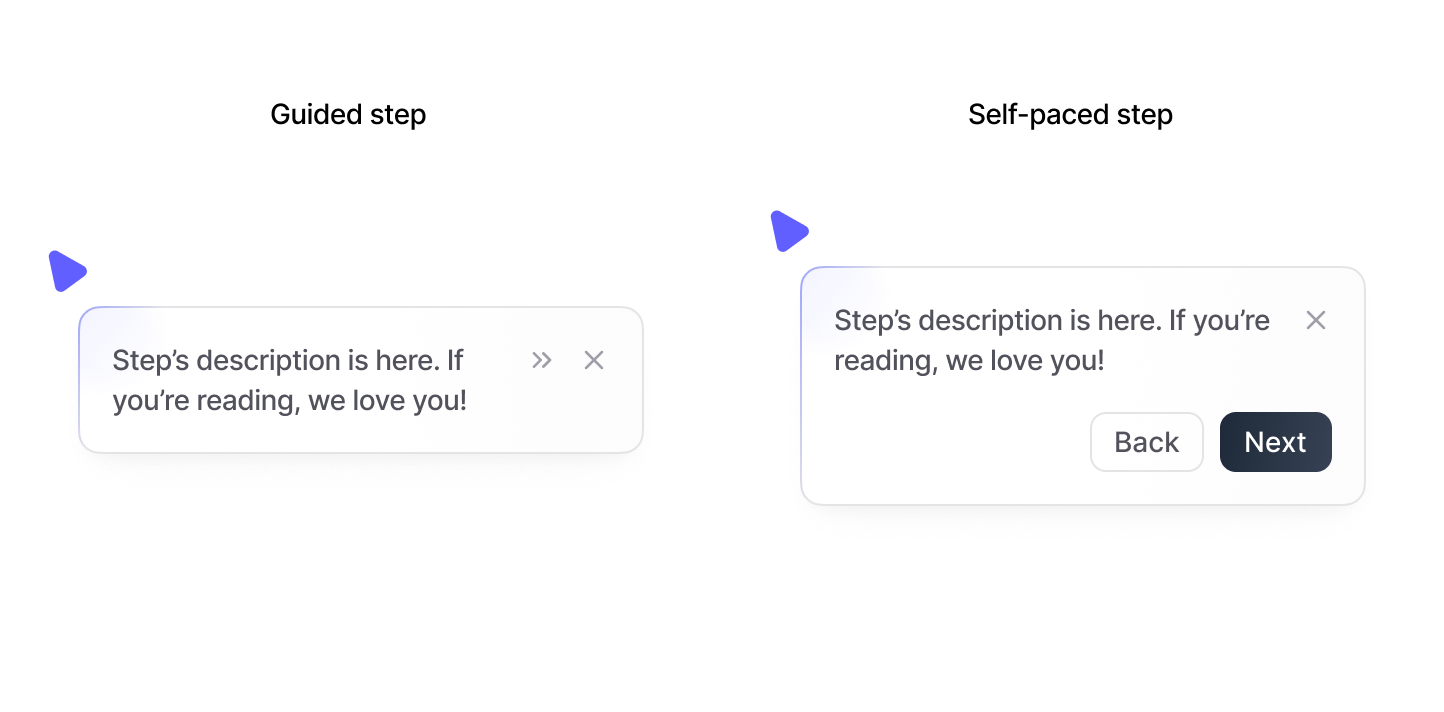 Guided step
Step’s description is here. If
you’re reading, we love you!
Self-paced step
Step’s description is here. If you’re
reading, we love you!
Back
Next